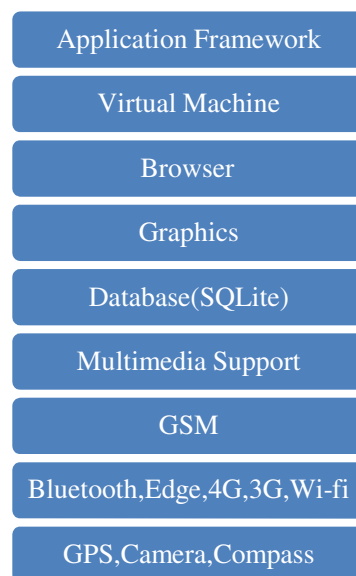 Application Framework
Virtual Machine
Browser
Graphics
Database(SQLite)
Multimedia Support
GSM
Bluetooth,Edge,4G,3G,Wi-fi
GPS,Camera,Compass